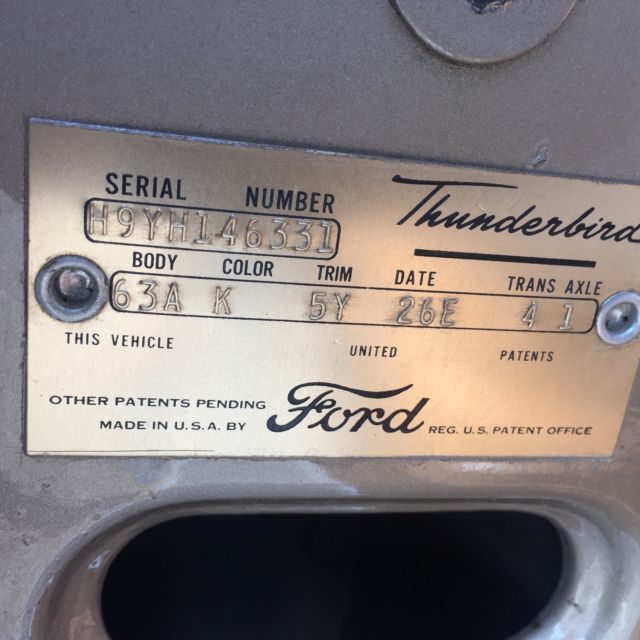 SERIAL NUMBER
Thunderbird
H9YH146331
BODY COLOR TRIM DATE TRANS AXLE
63A K 5Y 26E 4 1
THIS VEHICLE UNITED PATENTS
OTHER PATENTS PENDING
MADE IN U.S.A. BY Ford REG. U.S. PATENT OFFICE